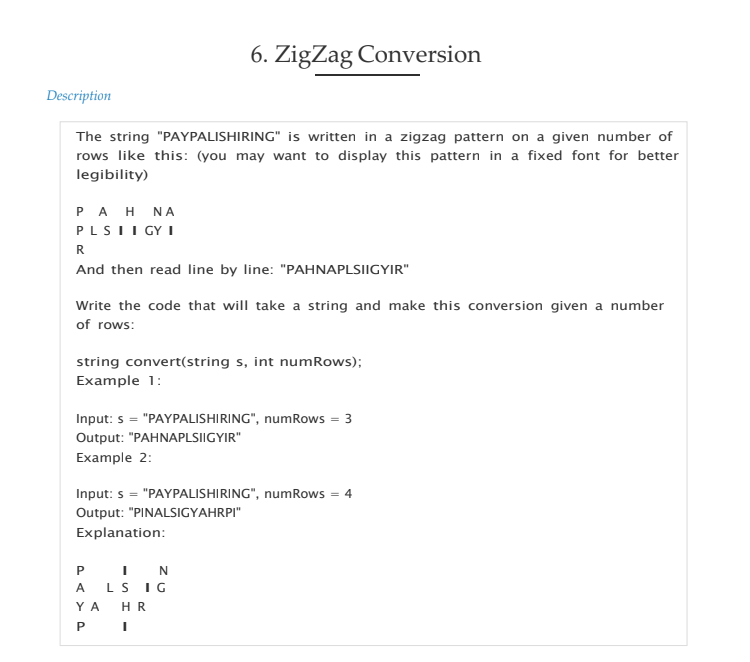 6. ZigZag Conversion
Description
The string "PAYPALISHIRING" is written in a zigzag pattern on a given number of
rows like this: (you may want to display this pattern in a fixed font for better
legibility)
P A H N A
P L S I I GY I
R
And then read line by line: "PAHNAPLSIIGYIR"
Write the code that will take a string and make this conversion given a number
of rows:
string convert(string s, int numRows);
Example 1:
Input: s = "PAYPALISHIRING", numRows = 3
Output: "PAHNAPLSIIGYIR"
Example 2:
Input: s = "PAYPALISHIRING", numRows = 4
Output: "PINALSIGYAHRPI"
Explanation:
P I N
A L S I G
Y A H R
P I